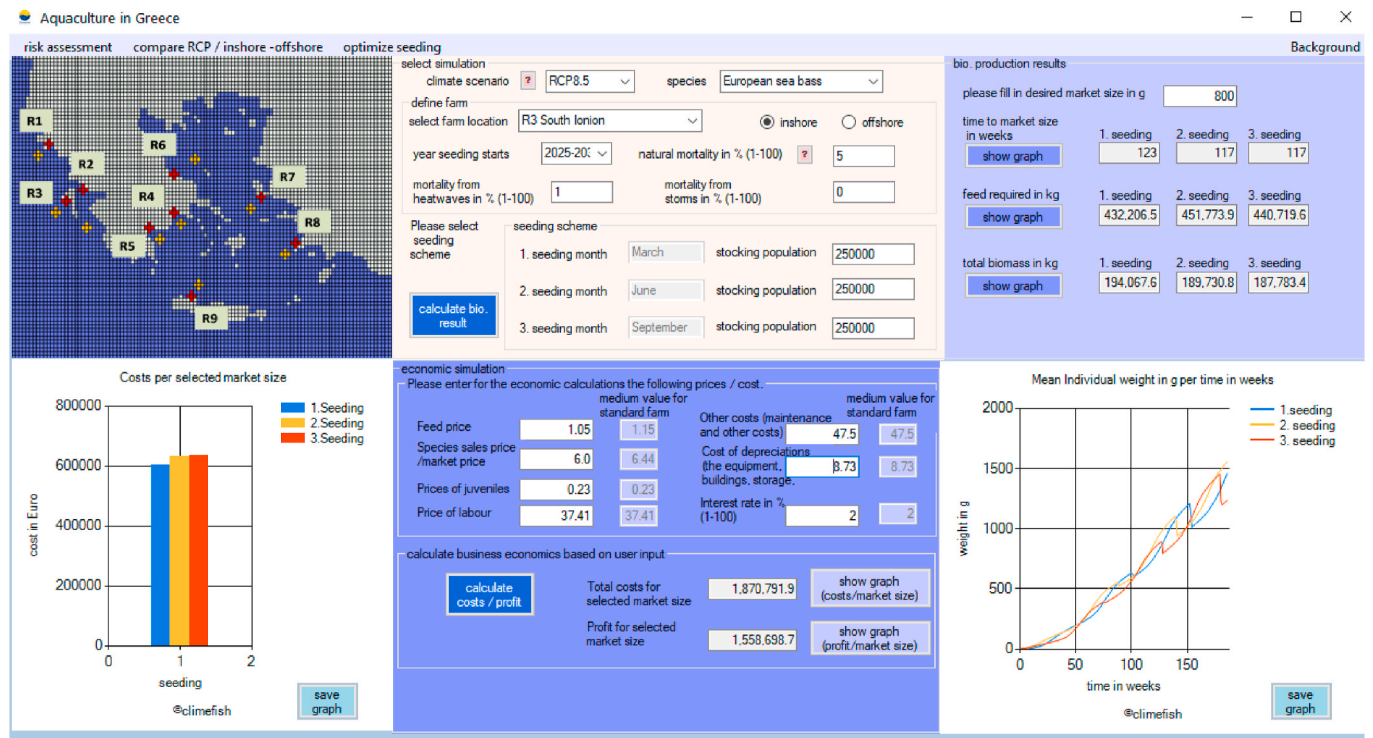 Aquaculture in Greece
risk assessment compare RCP / inshore -offshore optimize seeding Background
R1
R2
R3
R4
R5
R6
R7
R8
R9
select simulation
climate scenario ? RCP8.5 species European sea bass
define farm
select farm location R3 South Ionion inshore offshore
year seeding starts 2025-203 natural mortality in % (1-100) ? 5
mortality from
heatwaves in % (1-100) 1
mortality from
storms in % (1-100) 0
Please select
seeding
scheme
calculate bio.
result
seeding scheme
1. seeding month March stocking population 250000
2. seeding month June stocking population 250000
3. seeding month September stocking population 250000
bio. production results
please fill in desired market size in g 800
time to market size
in weeks 1. seeding 2. seeding 3. seeding
show graph 123 117 117
feed required in kg 1. seeding 2. seeding 3. seeding
show graph 432,206.5 451,773.9 440,719.6
total biomass in kg 1. seeding 2. seeding 3. seeding
show graph 194,067.6 189,730.8 187,783.4
Costs per selected market size
800000
600000
400000
200000
0
0 1 2
cost in Euro
seeding
1.Seeding
2.Seeding
3.Seeding
©climefish
save
graph
economic simulation
Please enter for the economic calculations the following prices / cost.
medium value for
standard farm
Feed price 1.05 1.15
Species sales price
/market price 6.0 6.44
Prices of juveniles 0.23 0.23
Price of labour 37.41 37.41
medium value for
standard farm
Other costs (maintenance
and other costs) 47.5 47.5
Cost of depreciations
(the equipment,
buildings, storage, 8.73 8.73
Interest rate in %
(1-100) 2 2
calculate business economics based on user input
calculate
costs / profit
Total costs for
selected market size 1,870,791.9
show graph
(costs/market size)
Profit for selected
market size 1,558,698.7
show graph
(profit/market size)
Mean Individual weight in g per time in weeks
2000
1500
1000
500
0
0 50 100 150
weight in g
time in weeks
1.seeding
2. seeding
3. seeding
©climefish
save
graph